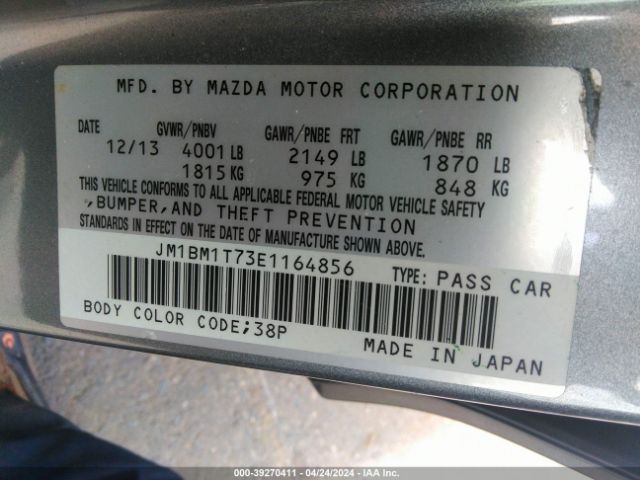 MFD. BY MAZDA MOTOR CORPORATION
DATE GVWR/PNBV GAWR/PNBE FRT GAWR/PNBE RR
12/13 4001 LB 2149 LB 1870 LB
1815 KG 975 KG 848 KG
THIS VEHICLE CONFORMS TO ALL APPLICABLE FEDERAL MOTOR VEHICLE SAFETY
,BUMPER,AND THEFT PREVENTION
STANDARDS IN EFFECT ON THE DATE OF MANUFACTURE SHOWN ABOVE.
JM1BM1T73E1164856 TYPE: PASS CAR
BODY COLOR CODE;38P
MADE IN JAPAN
000-39270411 - 04/24/2024 - IAA Inc.